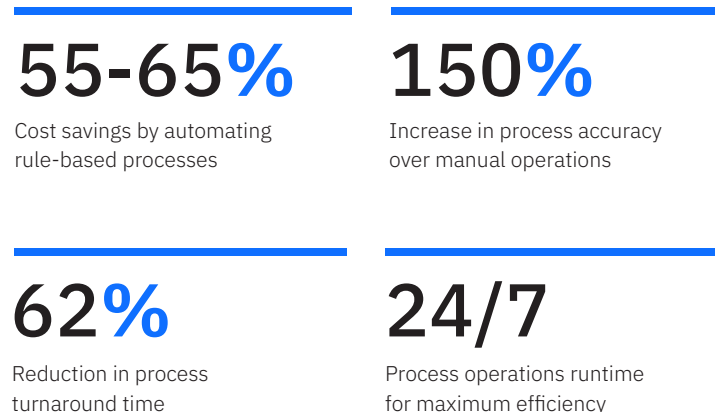 55-65%
Cost savings by automating
rule-based processes
150%
Increase in process accuracy
over manual operations
62%
Reduction in process
turnaround time
24/7
Process operations runtime
for maximum efficiency